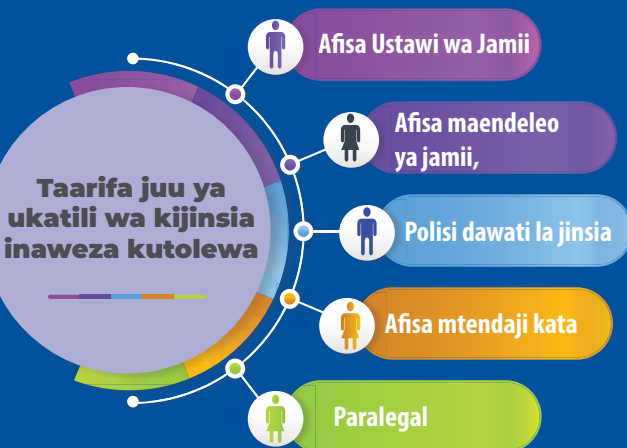 Taarifa juu ya
ukatili wa kijinsia
inaweza kutolewa
Afisa Ustawi wa Jamii
Afisa maendeleo
ya jamii,
Polisi dawati la jinsia
Afisa mtendaji kata
Paralegal